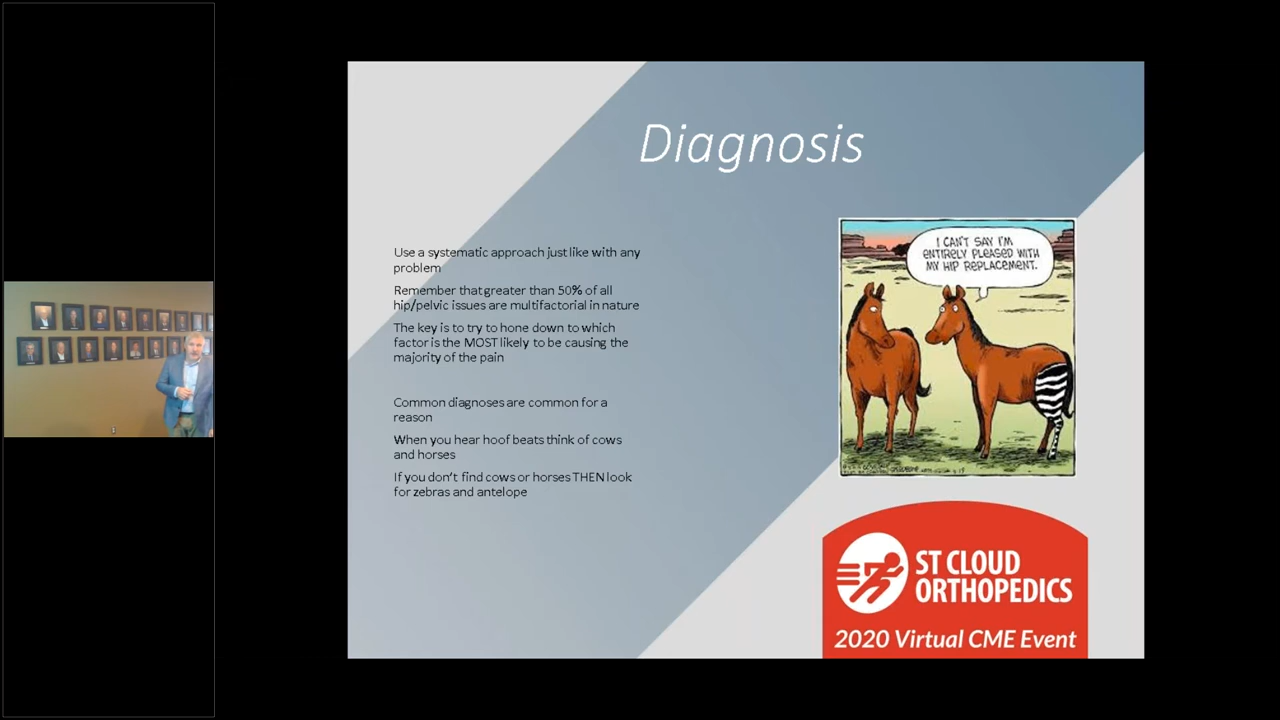 Diagnosis
Use a systematic approach just like with any
problem
Remember that greater than 50% of all
hip/pelvic issues are multifactorial in nature
The key is to try to hone down to which
factor is the MOST likely to be causing the
majority of the pain
Common diagnoses are common for a
reason
When you hear hoof beats think of cows
and horses
If you don't find cows or horses THEN look
for zebras and antelope
I CAN'T SAY I'M
ENTIRELY PLEASED WITH
MY HIP REPLACEMENT.
ST CLOUD
ORTHOPEDICS
2020 Virtual CME Event